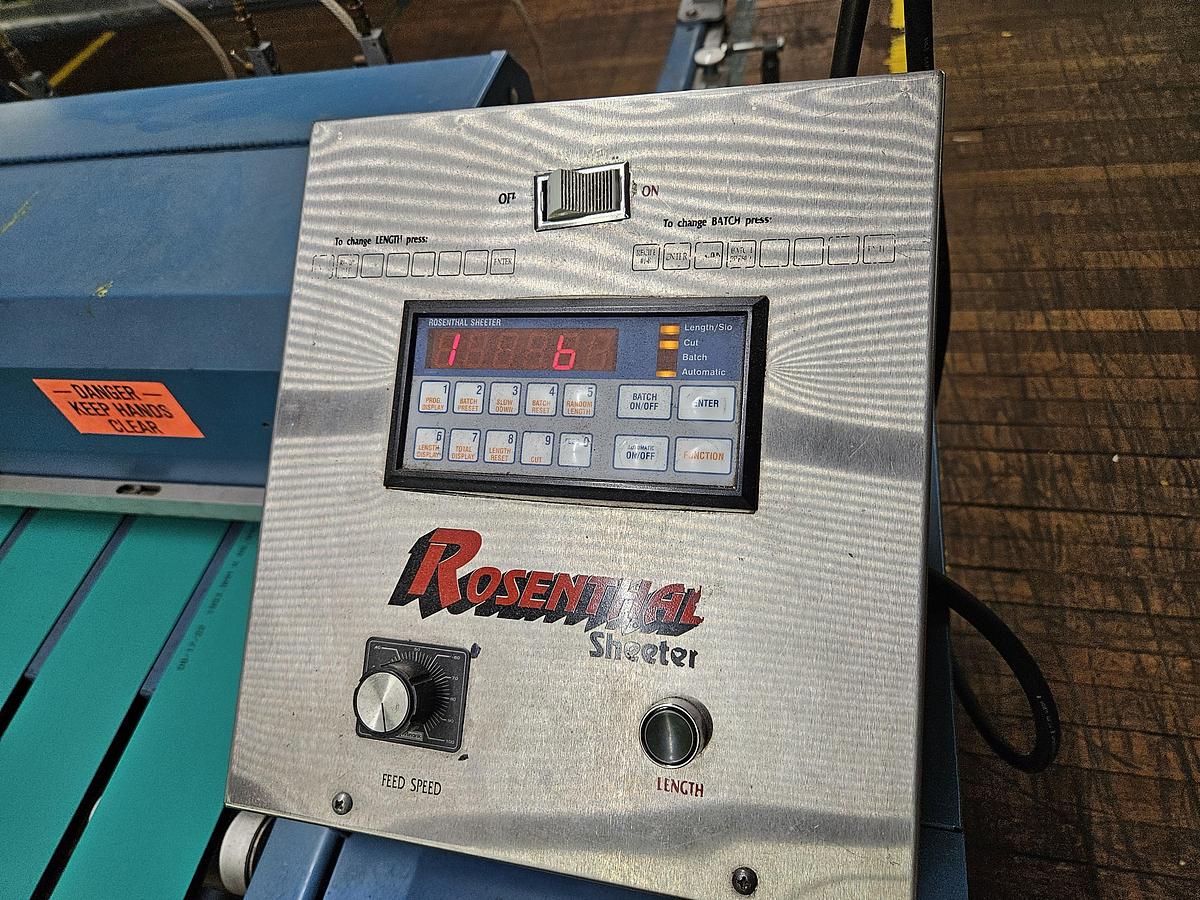 OFF
ON
To change LENGTH press:
To change BATCH press:
ENTER
ENTER
ROSENTHAL SHEETER
1 6
Length/Slo
Cut
Batch
Automatic
1 PROG. DISPLAY
2 BATCH PRESET
3 SLOW DOWN
4 BATCH RESET
5 RANDOM LENGTH
BATCH ON/OFF
ENTER
6 LENGTH DISPLAY
7 TOTAL DISPLAY
8 LENGTH RESET
9 CUT
0
AUTOMATIC ON/OFF
FUNCTION
DANGER
KEEP HANDS
CLEAR
ROSENTHAL
Sheeter
FEED SPEED
LENGTH